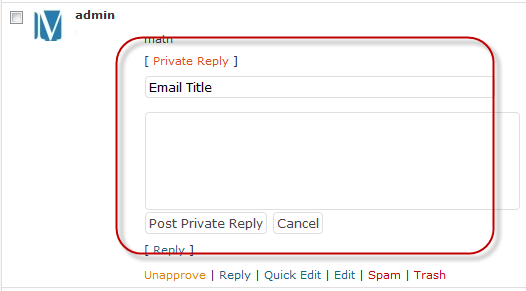 admin
math
[ Private Reply ]
Email Title
Post Private Reply Cancel
[ Reply ]
Unapprove | Reply | Quick Edit | Edit | Spam | Trash